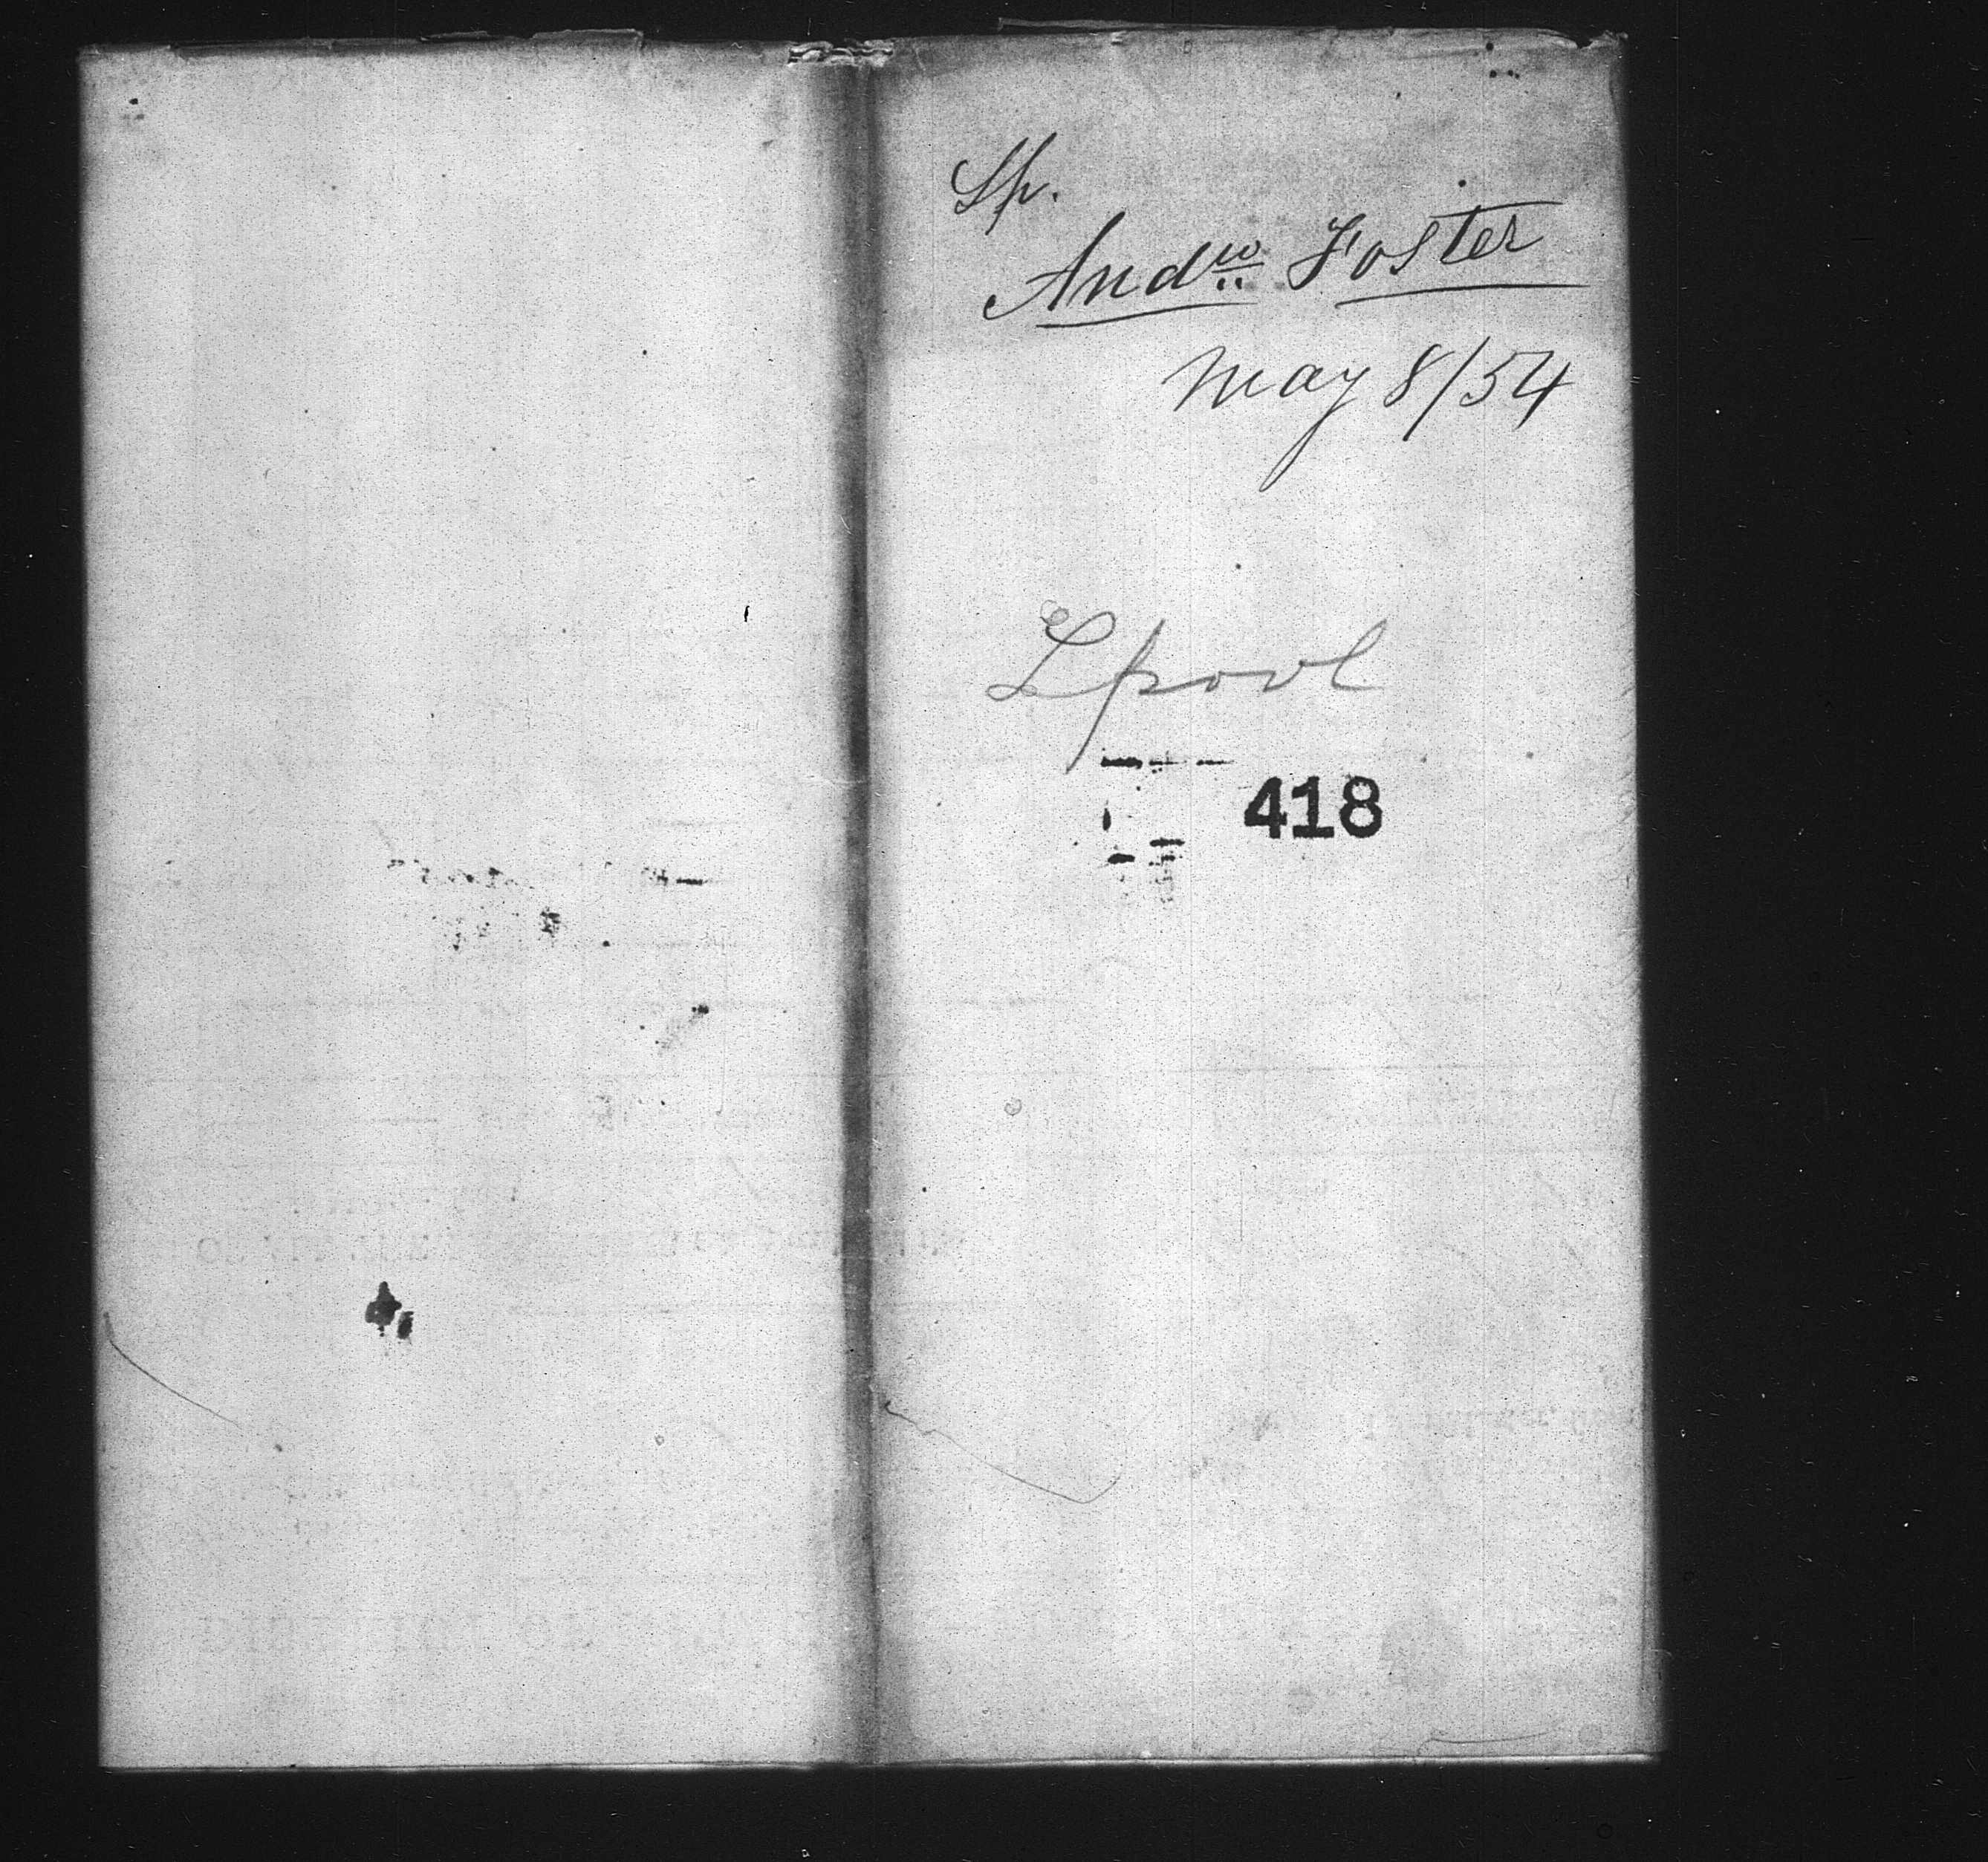 Sp.
Andw Foster
May 8/54
Lpool
418